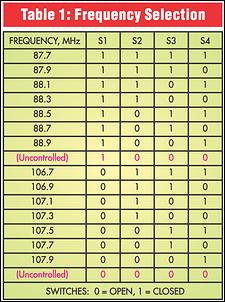 Table 1: Frequency Selection
FREQUENCY, MHz S1 S2 S3 S4
87.7 1 1 1 1
87.9 1 1 1 0
88.1 1 1 0 1
88.3 1 1 0 0
88.5 1 0 1 1
88.7 1 0 1 0
88.9 1 0 0 1
(Uncontrolled) 1 0 0 0
106.7 0 1 1 1
106.9 0 1 1 0
107.1 0 1 0 1
107.3 0 1 0 0
107.5 0 0 1 1
107.7 0 0 1 0
107.9 0 0 0 1
(Uncontrolled) 0 0 0 0
SWITCHES: 0 = OPEN, 1 = CLOSED